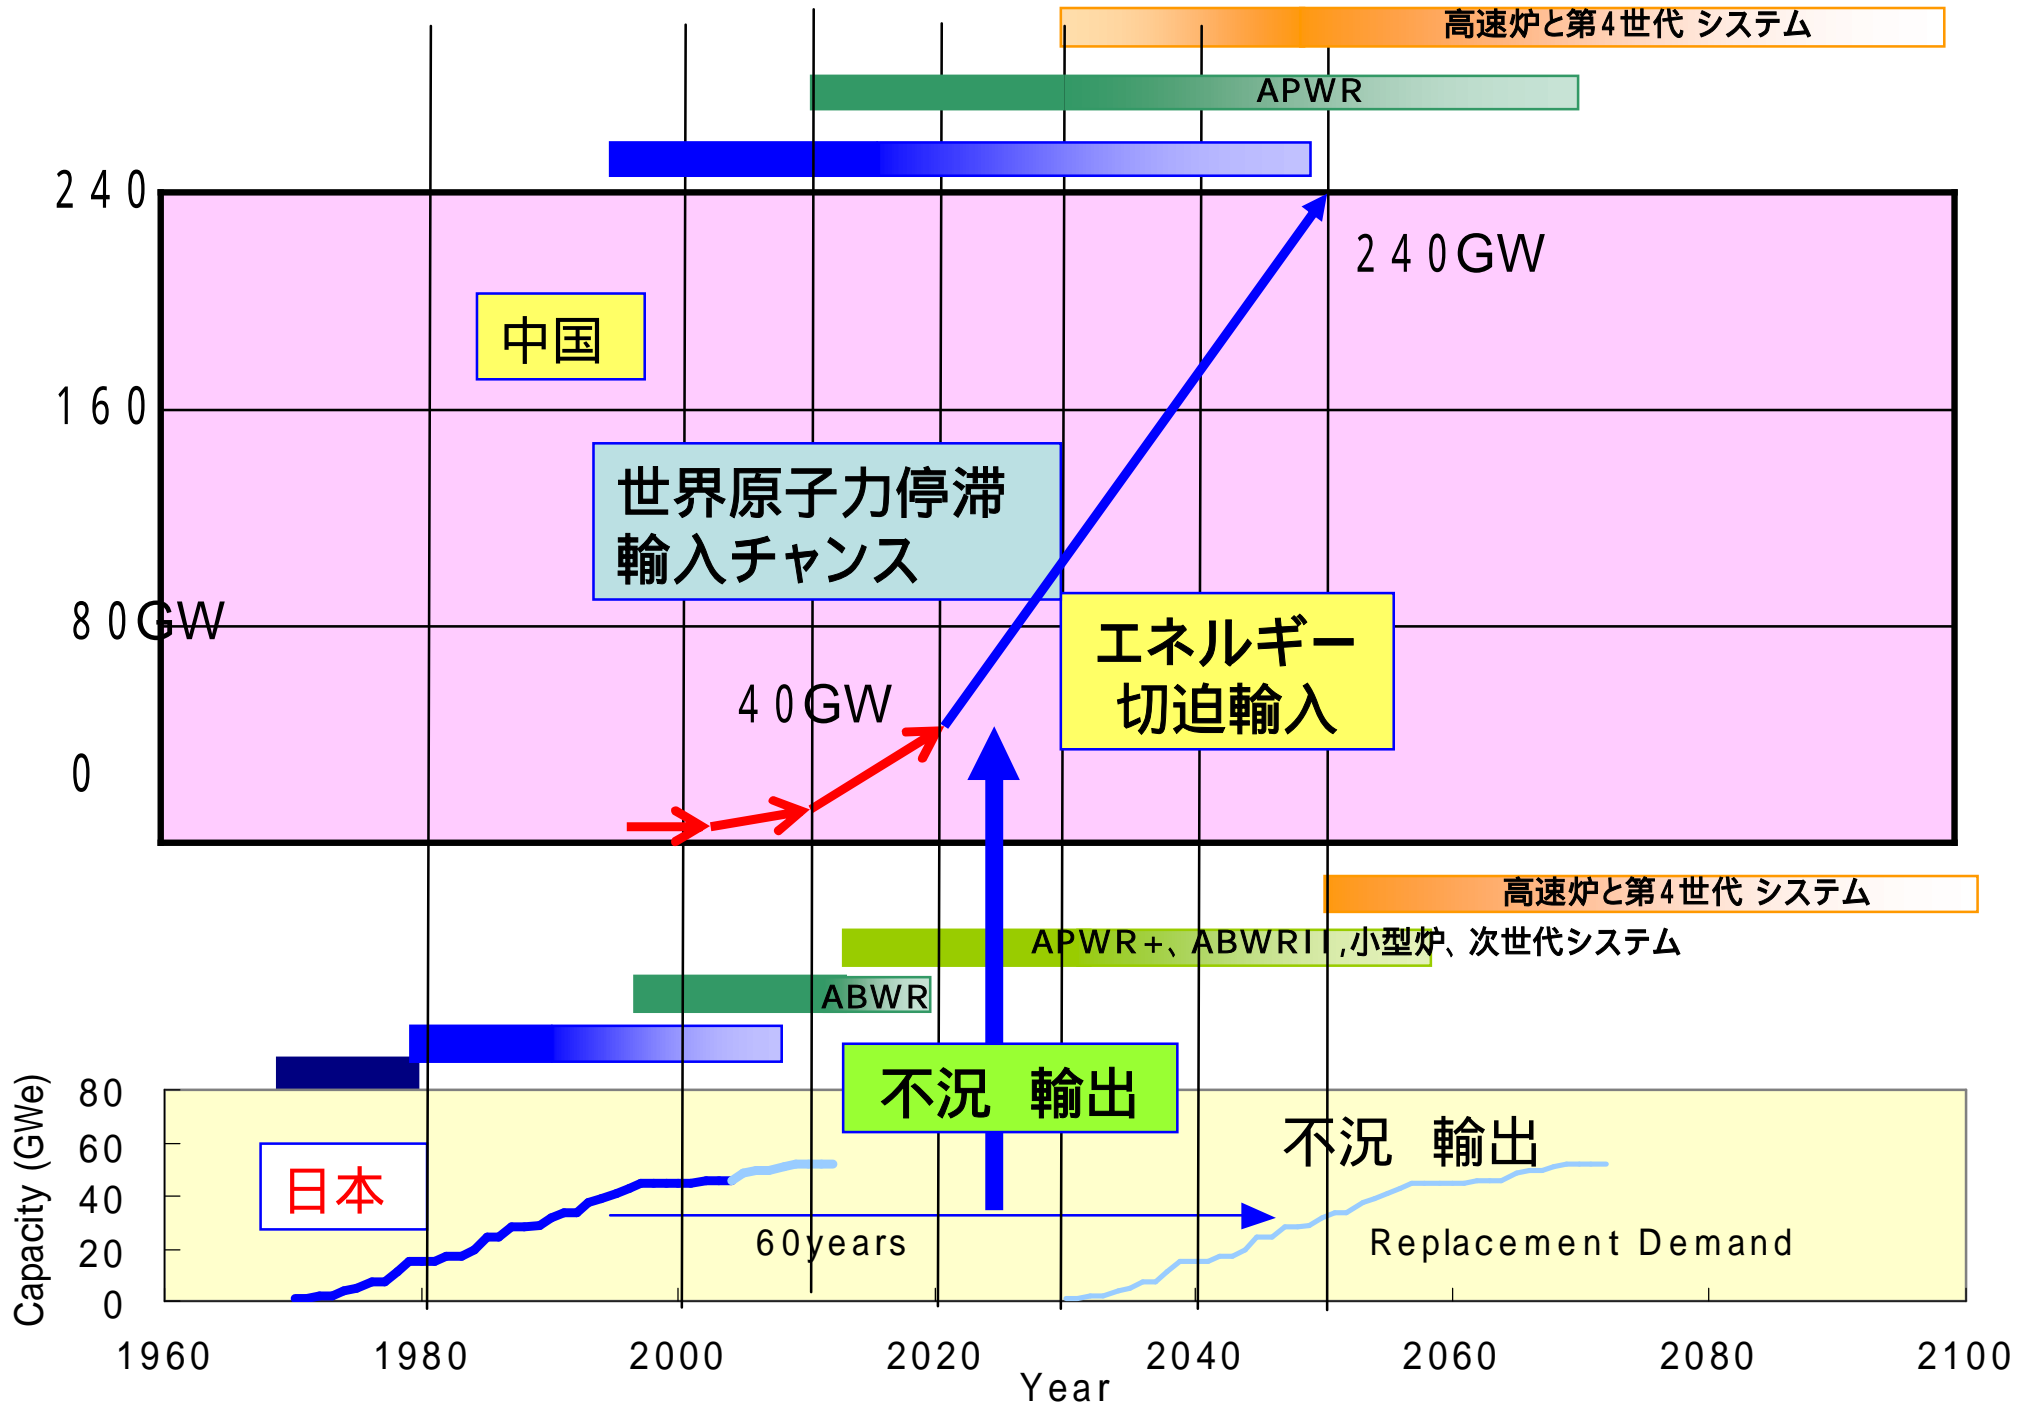 高速炉と第4世代 システム
APWR
240
240GW
中国
160
世界原子力停滞
輸入チャンス
80GW
エネルギー
切迫輸入
40GW
0
高速炉と第4世代 システム
APWR+、ABWRII,小型炉、次世代システム
ABWR
不況 輸出
不況 輸出
日本
Capacity (GWe)
80
60
40
20
0
60years
Replacement Demand
1960 1980 2000 2020 2040 2060 2080 2100
Year